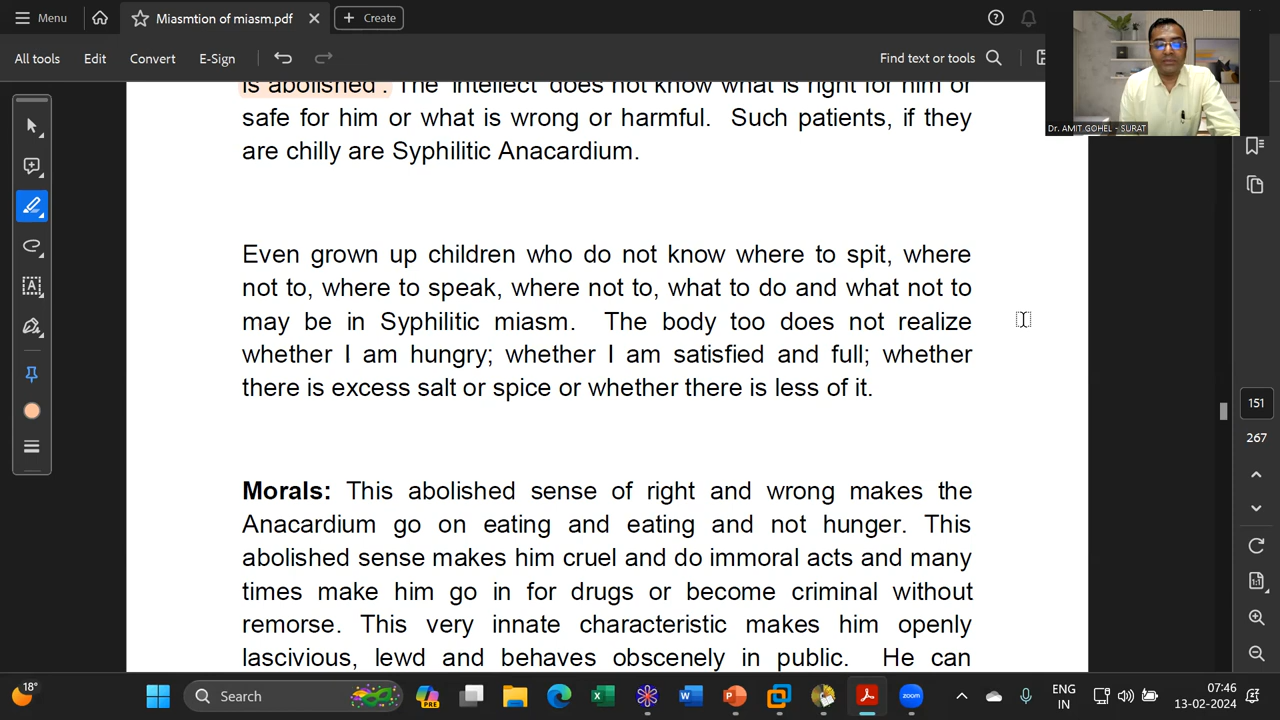 Menu
Miasmtion of miasm.pdf
Create
All tools
Edit
Convert
E-Sign
Find text or tools
Dr. AMIT.GOHEL - SURAT
is abolished'. The 'intellect' does not know what is right for him or
safe for him or what is wrong or harmful. Such patients, if they
are chilly are Syphilitic Anacardium.
Even grown up children who do not know where to spit, where
not to, where to speak, where not to, what to do and what not to
may be in Syphilitic miasm. The body too does not realize
whether I am hungry; whether I am satisfied and full; whether
there is excess salt or spice or whether there is less of it.
Morals: This abolished sense of right and wrong makes the
Anacardium go on eating and eating and not hunger. This
abolished sense makes him cruel and do immoral acts and many
times make him go in for drugs or become criminal without
remorse. This very innate characteristic makes him openly
lascivious, lewd and behaves obscenely in public. He can
151
267
18°
Search
PRE
zoom
ENG
IN
07:46
13-02-2024